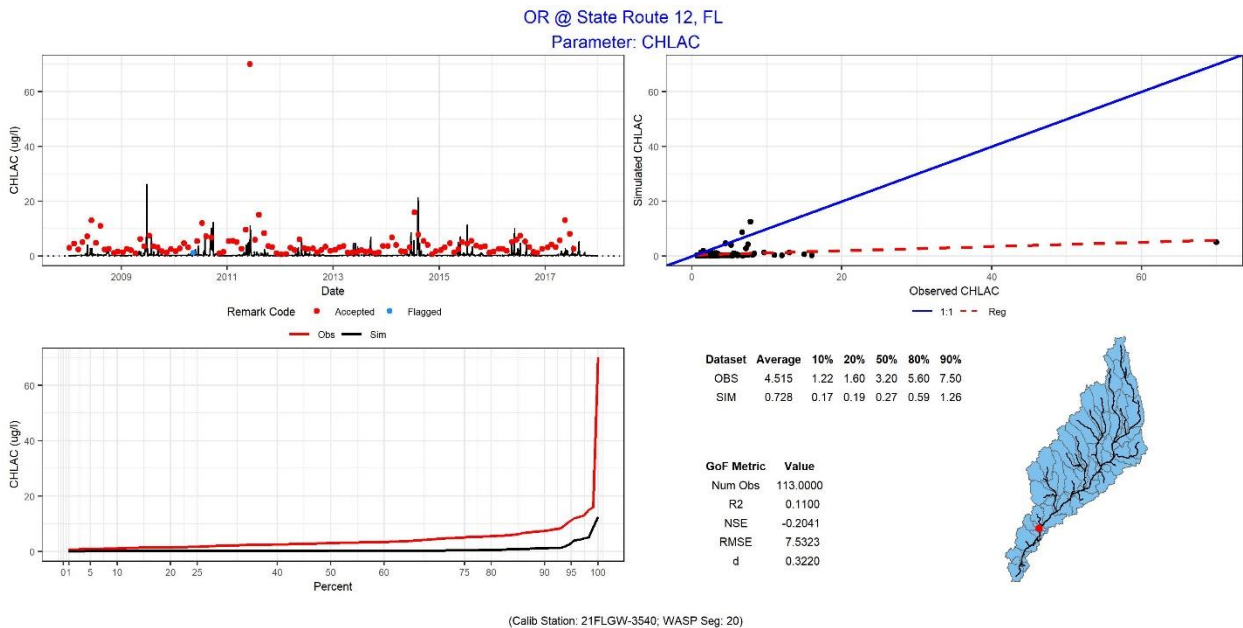 OR @ State Route 12, FL
Parameter: CHLAC
CHLAC (ug/l)
60
40
20
0
2009 2011 2013 2015 2017
Date
Remark Code Accepted Flagged
Simulated CHLAC
60
40
20
0
0 20 40 60
Observed CHLAC
1:1 Reg
Obs Sim
CHLAC (ug/l)
60
40
20
0
01 5 10 20 25 40 50 60 75 80 90 95 100
Percent
Dataset Average 10% 20% 50% 80% 90%
OBS 4.515 1.22 1.60 3.20 5.60 7.50
SIM 0.728 0.17 0.19 0.27 0.59 1.26
GoF Metric Value
Num Obs 113.0000
R2 0.1100
NSE -0.2041
RMSE 7.5323
d 0.3220
(Calib Station: 21FLGW-3540; WASP Seg: 20)